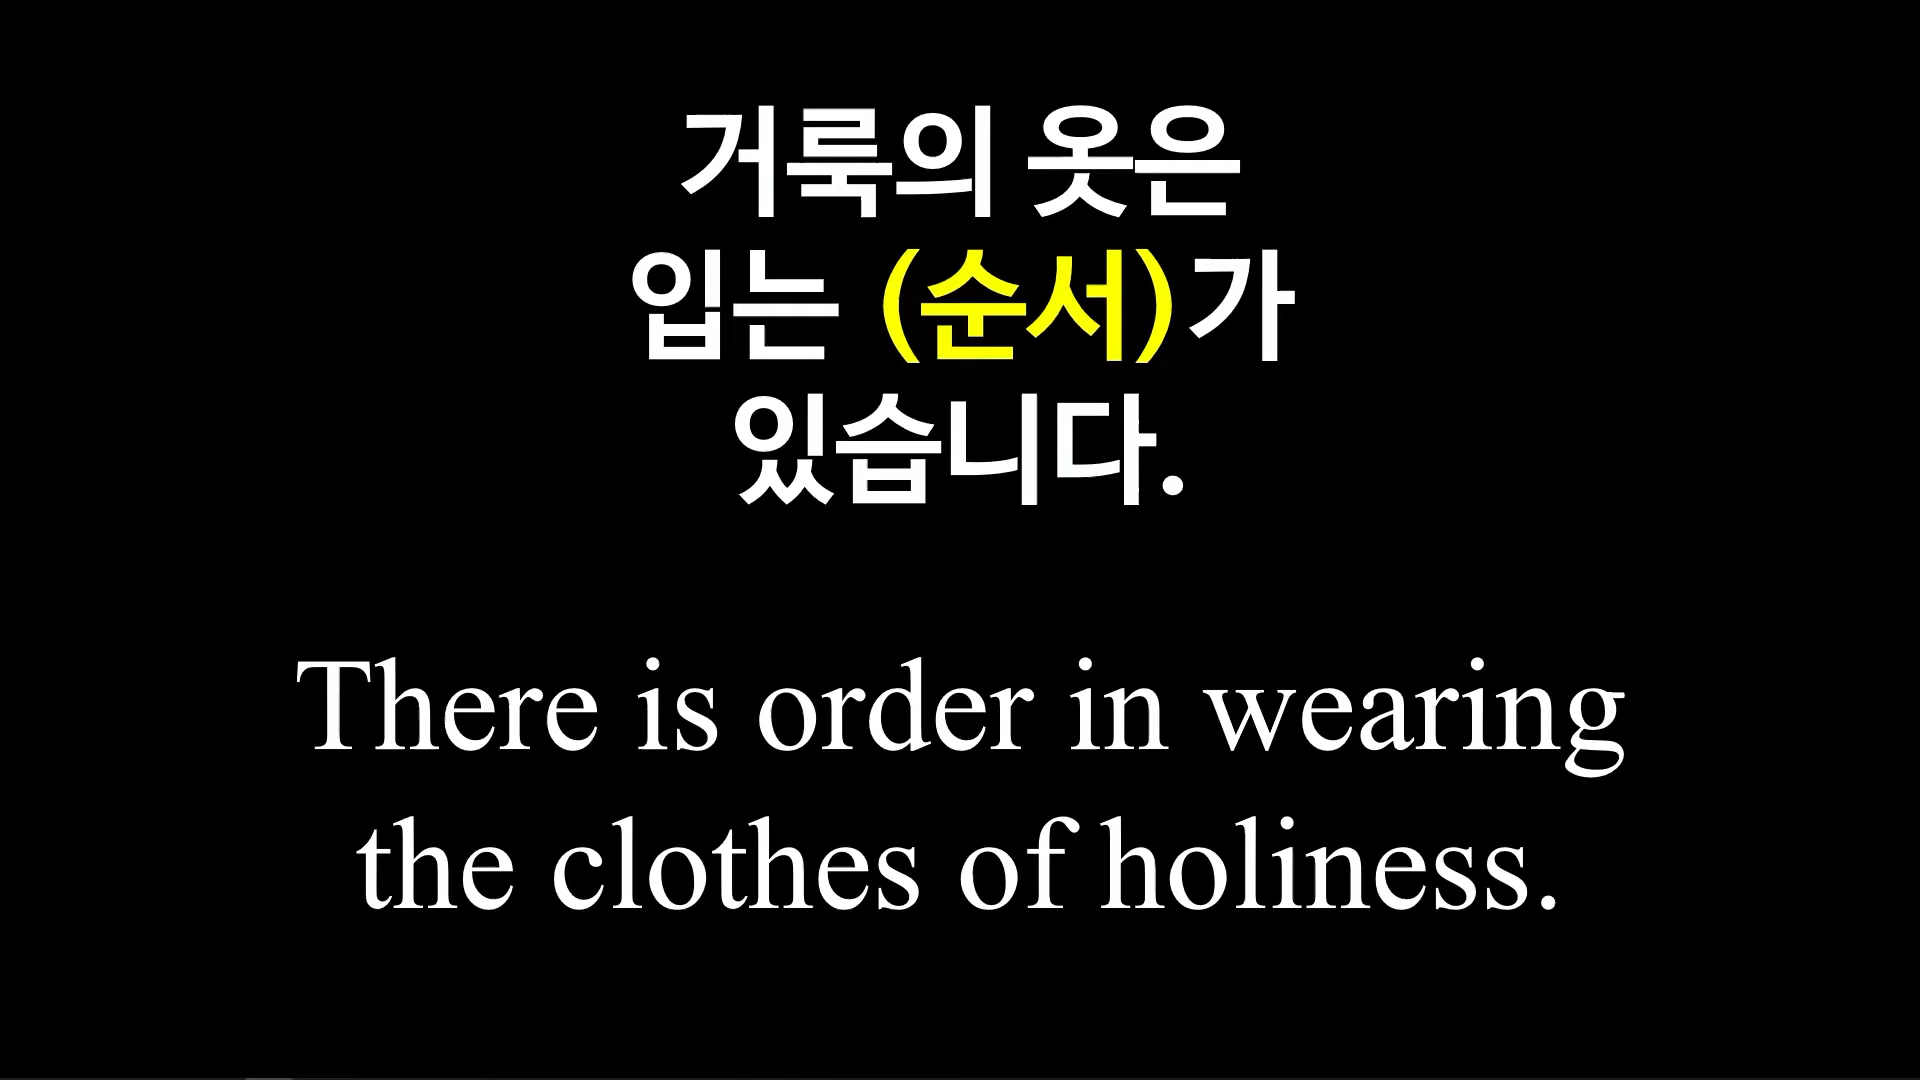 거룩의 옷은
입는 (순서)가
있습니다.
There is order in wearing
the clothes of holiness.